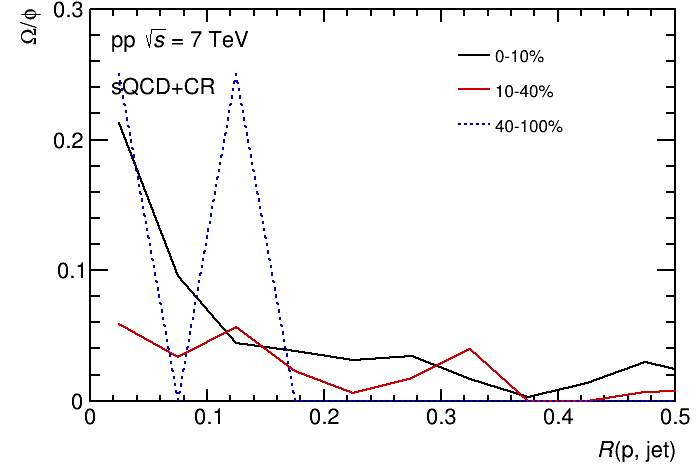 Ω/ϕ
0.3
0.2
0.1
0
pp √s = 7 TeV
sQCD+CR
0-10%
10-40%
40-100%
0 0.1 0.2 0.3 0.4 0.5
R(p, jet)